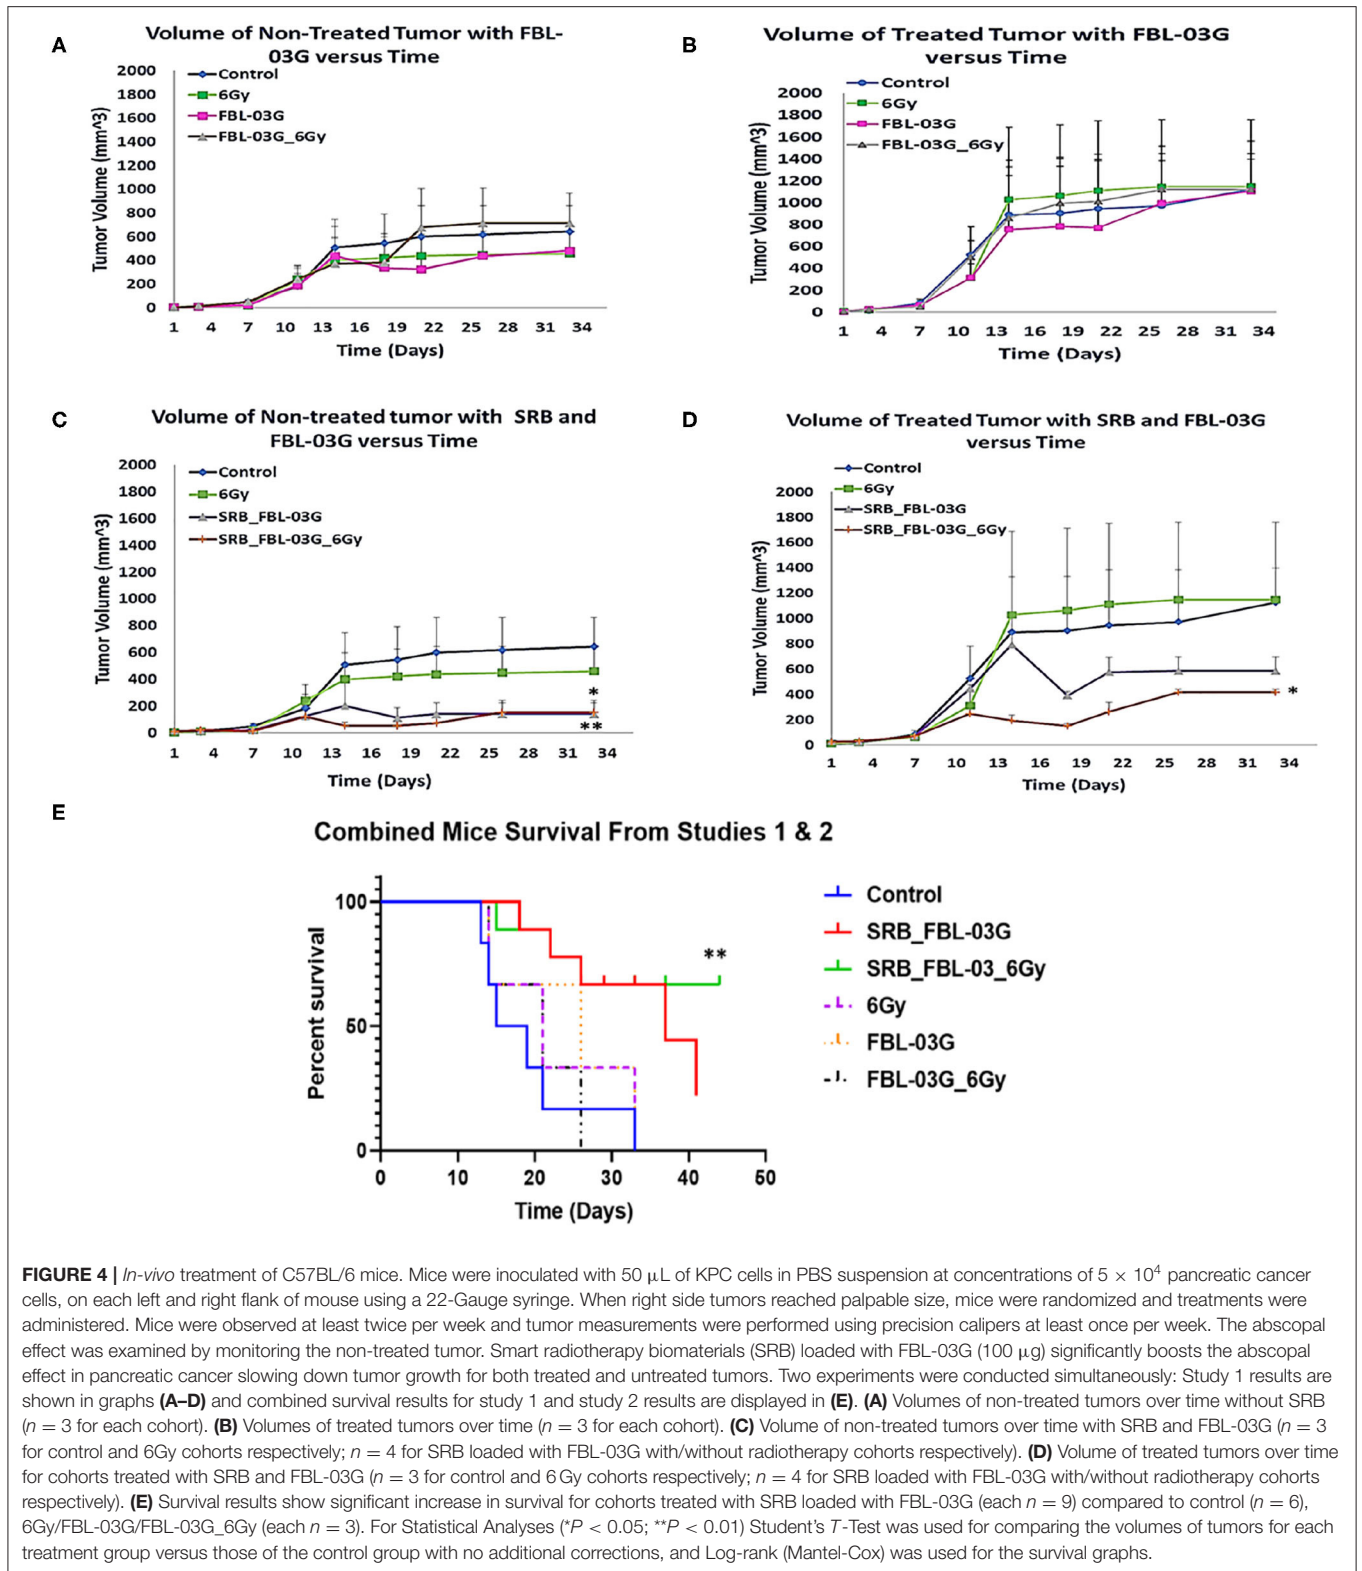 A
Volume of Non-Treated Tumor with FBL-
03G versus Time
Tumor Volume (mm^3)
2000
1800
1600
1400
1200
1000
800
600
400
200
0
Control
6Gy
FBL-03G
FBL-03G_6Gy
1 4 7 10 13 16 19 22 25 28 31 34
Time (Days)
B
Volume of Treated Tumor with FBL-03G
versus Time
Tumor Volume (mm^3)
2000
1800
1600
1400
1200
1000
800
600
400
200
0
Control
6Gy
FBL-03G
FBL-03G_6Gy
1 4 7 10 13 16 19 22 25 28 31 34
Time (Days)
C
Volume of Non-treated tumor with SRB and
FBL-03G versus Time
Tumor Volume (mm^3)
2000
1800
1600
1400
1200
1000
800
600
400
200
0
Control
6Gy
SRB_FBL-03G
SRB_FBL-03G_6Gy
*
**
1 4 7 10 13 16 19 22 25 28 31 34
Time (Days)
D
Volume of Treated Tumor with SRB and FBL-03G
versus Time
Tumor Volume (mm^3)
2000
1800
1600
1400
1200
1000
800
600
400
200
0
Control
6Gy
SRB_FBL-03G
SRB_FBL-03G_6Gy
*
1 4 7 10 13 16 19 22 25 28 31 34
Time (Days)
E
Combined Mice Survival From Studies 1 & 2
Percent survival
100
50
0
**
0 10 20 30 40 50
Time (Days)
Control
SRB_FBL-03G
SRB_FBL-03_6Gy
6Gy
FBL-03G
FBL-03G_6Gy
FIGURE 4 | In-vivo treatment of C57BL/6 mice. Mice were inoculated with 50 μL of KPC cells in PBS suspension at concentrations of 5 × 10⁴ pancreatic cancer
cells, on each left and right flank of mouse using a 22-Gauge syringe. When right side tumors reached palpable size, mice were randomized and treatments were
administered. Mice were observed at least twice per week and tumor measurements were performed using precision calipers at least once per week. The abscopal
effect was examined by monitoring the non-treated tumor. Smart radiotherapy biomaterials (SRB) loaded with FBL-03G (100 μg) significantly boosts the abscopal
effect in pancreatic cancer slowing down tumor growth for both treated and untreated tumors. Two experiments were conducted simultaneously: Study 1 results are
shown in graphs (A–D) and combined survival results for study 1 and study 2 results are displayed in (E). (A) Volumes of non-treated tumors over time without SRB
(n = 3 for each cohort). (B) Volumes of treated tumors over time (n = 3 for each cohort). (C) Volume of non-treated tumors over time with SRB and FBL-03G (n = 3
for control and 6Gy cohorts respectively; n = 4 for SRB loaded with FBL-03G with/without radiotherapy cohorts respectively). (D) Volume of treated tumors over time
for cohorts treated with SRB and FBL-03G (n = 3 for control and 6 Gy cohorts respectively; n = 4 for SRB loaded with FBL-03G with/without radiotherapy cohorts
respectively). (E) Survival results show significant increase in survival for cohorts treated with SRB loaded with FBL-03G (each n = 9) compared to control (n = 6),
6Gy/FBL-03G/FBL-03G_6Gy (each n = 3). For Statistical Analyses (*P < 0.05; **P < 0.01) Student's T-Test was used for comparing the volumes of tumors for each
treatment group versus those of the control group with no additional corrections, and Log-rank (Mantel-Cox) was used for the survival graphs.